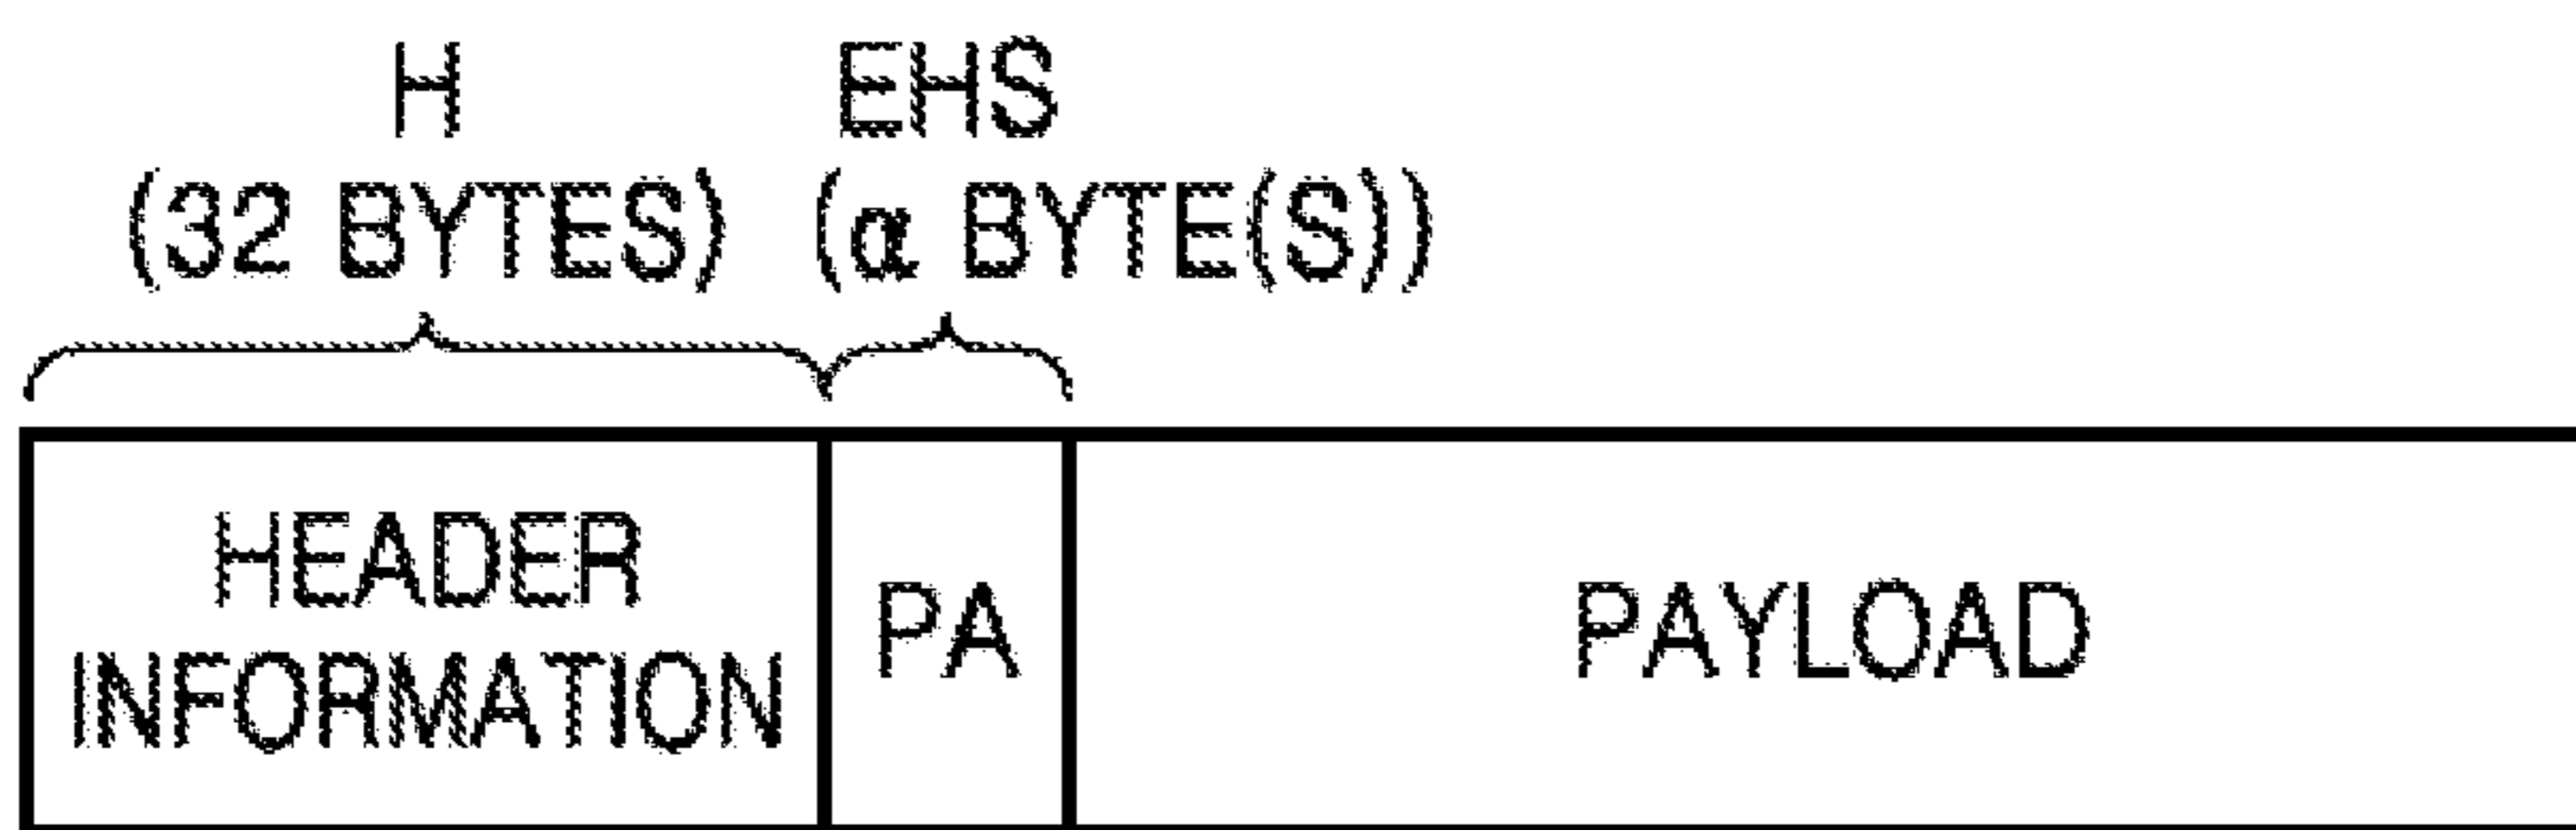 H EHS
(32 BYTES) (α BYTE(S))
HEADER
INFORMATION
PA
PAYLOAD